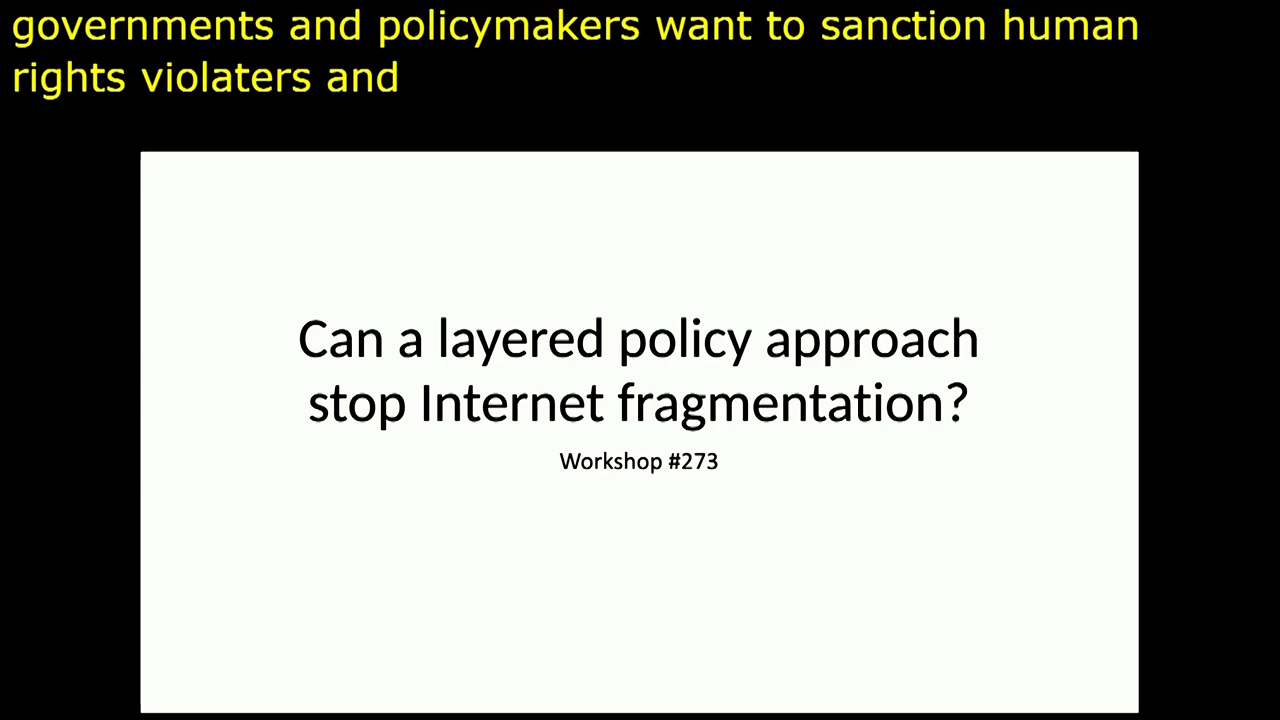 governments and policymakers want to sanction human
rights violaters and
Can a layered policy approach
stop Internet fragmentation?
Workshop #273